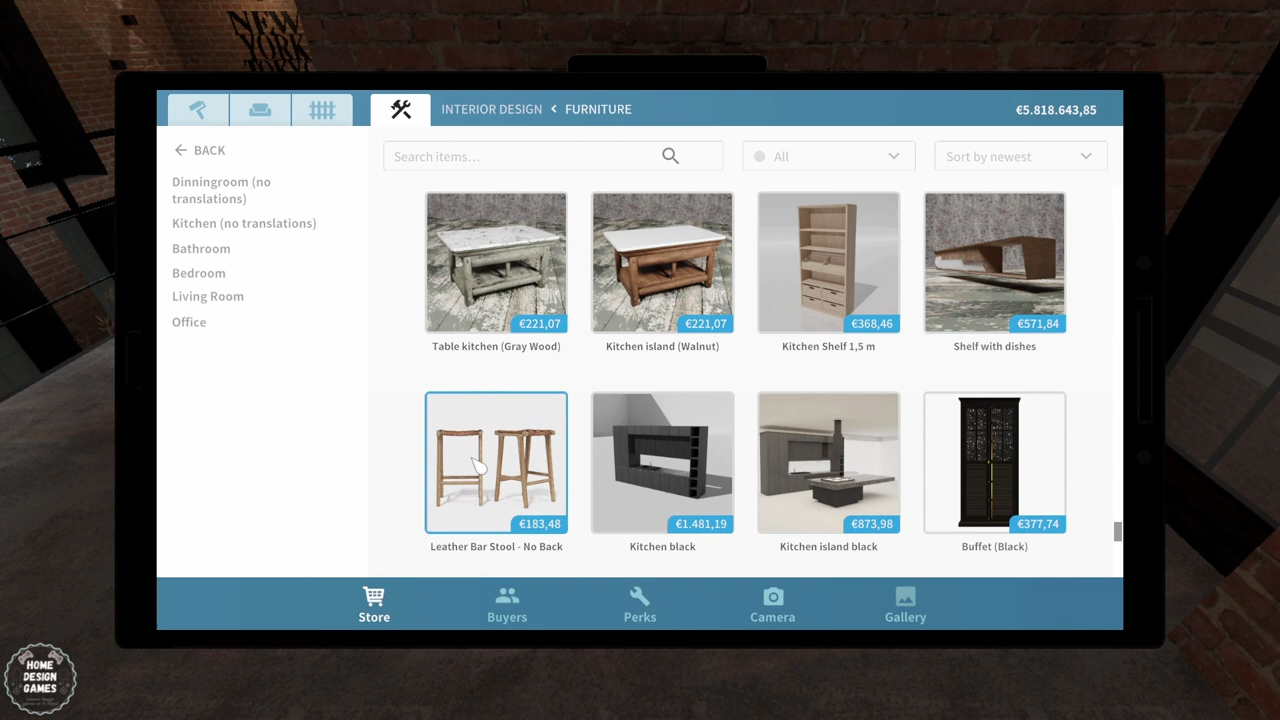 NEW
YORK
INTERIOR DESIGN < FURNITURE
€5.818.643,85
BACK
Search items...
All
Sort by newest
Dinningroom (no
translations)
Kitchen (no translations)
Bathroom
Bedroom
Living Room
Office
€221,07
€221,07
€368,46
€571,84
Table kitchen (Gray Wood)
Kitchen island (Walnut)
Kitchen Shelf 1,5 m
Shelf with dishes
€183,48
€1.481,19
€873,98
€377,74
Leather Bar Stool - No Back
Kitchen black
Kitchen island black
Buffet (Black)
Store
Buyers
Perks
Camera
Gallery
HOME
DESIGN
GAMES